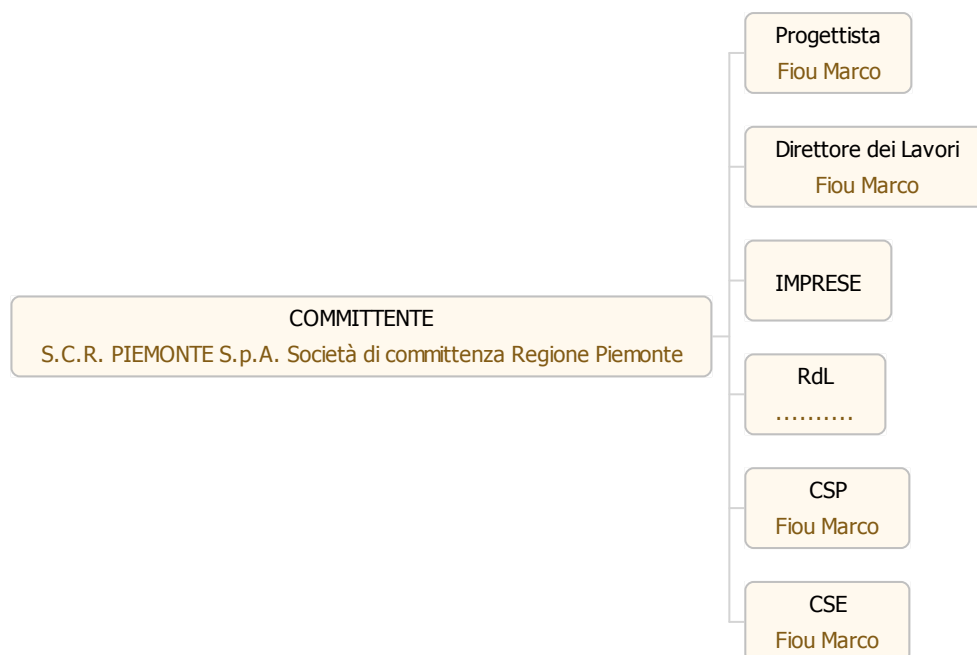 Progettista
Fiou Marco
Direttore dei Lavori
Fiou Marco
IMPRESE
COMMITTENTE
S.C.R. PIEMONTE S.p.A. Società di committenza Regione Piemonte
RdL
..........
CSP
Fiou Marco
CSE
Fiou Marco